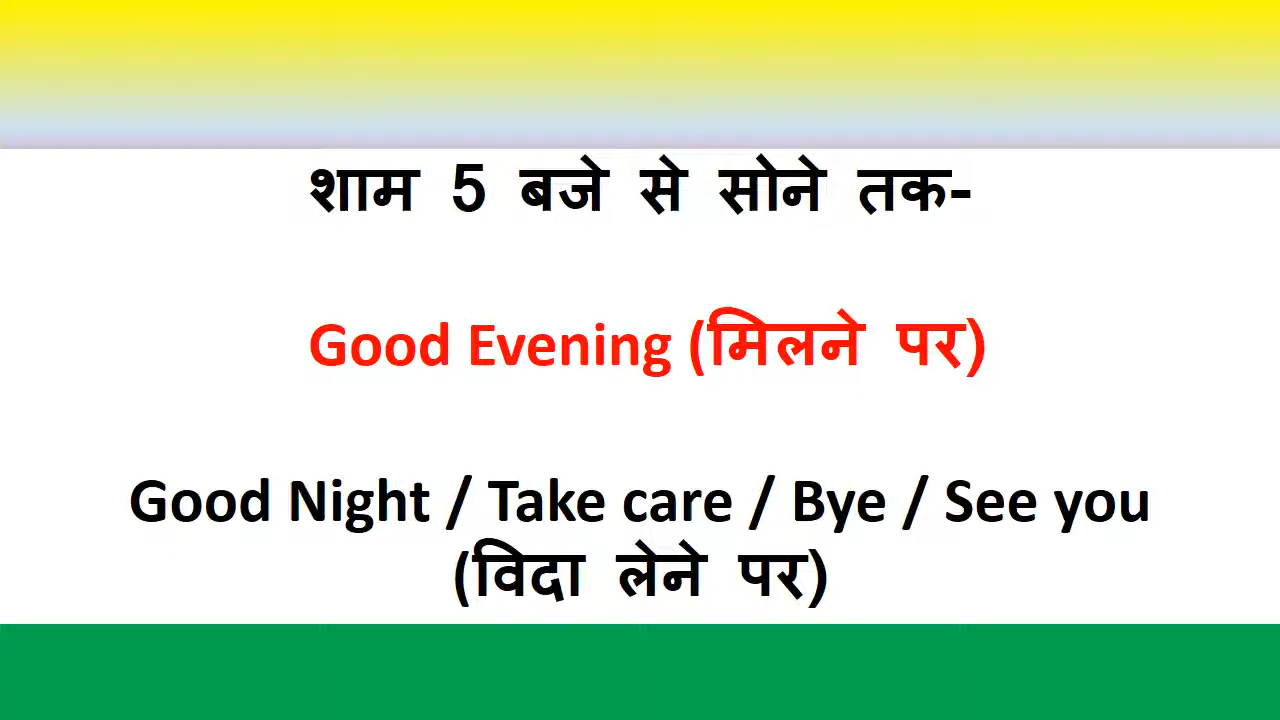 शाम 5 बजे से सोने तक-
Good Evening (मिलने पर)
Good Night / Take care / Bye / See you
(विदा लेने पर)